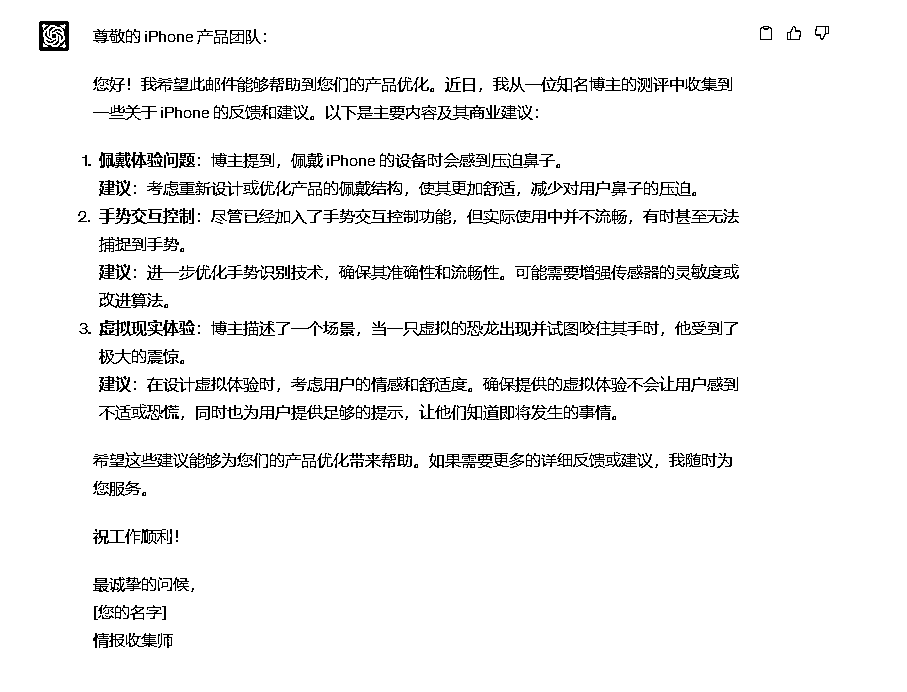 尊敬的 iPhone 产品团队：
您好！我希望此邮件能够帮助到您们的产品优化。近日，我从一位知名博主的测评中收集到
一些关于 iPhone 的反馈和建议。以下是主要内容及其商业建议：
1. 佩戴体验问题：博主提到，佩戴 iPhone 的设备时会感到压迫鼻子。
建议：考虑重新设计或优化产品的佩戴结构，使其更加舒适，减少对用户鼻子的压迫。
2. 手势交互控制：尽管已经加入了手势交互控制功能，但实际使用中并不流畅，有时甚至无法
捕捉到手势。
建议：进一步优化手势识别技术，确保其准确性和流畅性。可能需要增强传感器的灵敏度或
改进算法。
3. 虚拟现实体验：博主描述了一个场景，当一只虚拟的恐龙出现并试图咬住其手时，他受到了
极大的震惊。
建议：在设计虚拟体验时，考虑用户的情感和舒适度。确保提供的虚拟体验不会让用户感到
不适或恐慌，同时也为用户提供足够的提示，让他们知道即将发生的事情。
希望这些建议能够为您们的产品优化带来帮助。如果需要更多的详细反馈或建议，我随时为
您服务。
祝工作顺利！
最诚挚的问候，
[您的名字]
情报收集师